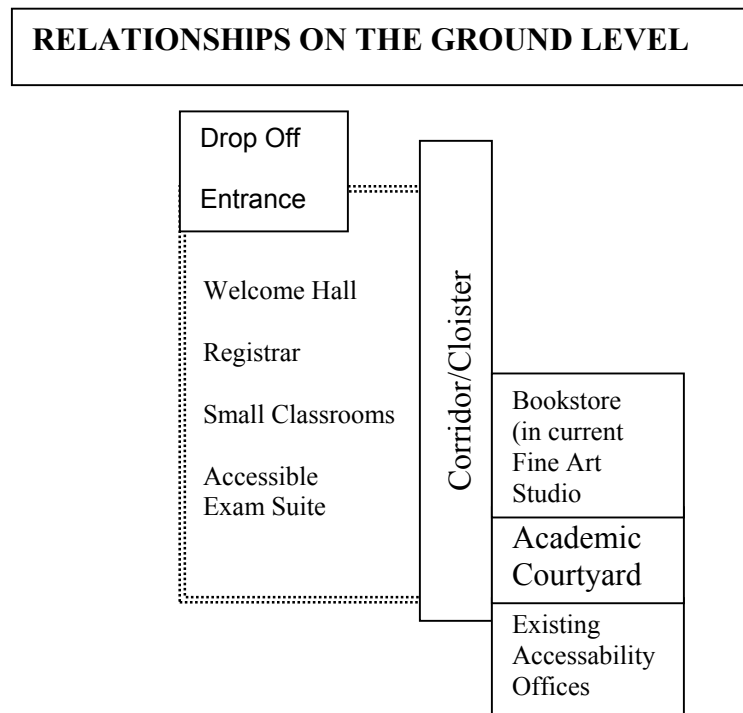 RELATIONSHIPS ON THE GROUND LEVEL
Drop Off
Entrance
Welcome Hall
Registrar
Small Classrooms
Accessible
Exam Suite
Corridor/Cloister
Bookstore
(in current
Fine Art
Studio
Academic
Courtyard
Existing
Accessability
Offices